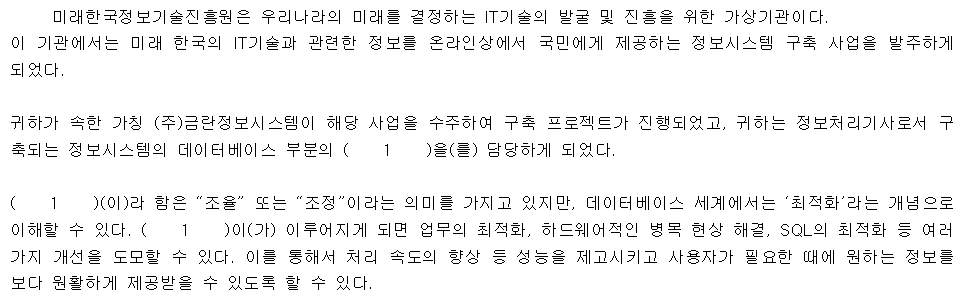 미래한국정보기술진흥원은 우리나라의 미래를 결정하는 IT기술의 발굴 및 진흥을 위한 가상기관이다.
이 기관에서는 미래 한국의 IT기술과 관련한 정보를 온라인상에서 국민에게 제공하는 정보시스템 구축 사업을 발주하게
되었다.
귀하가 속한 가칭 (주)금란정보시스템이 해당 사업을 수주하여 구축 프로젝트가 진행되었고, 귀하는 정보처리기사로서 구
축되는 정보시스템의 데이터베이스 부분의 ( 1 )을(를) 담당하게 되었다.
( 1 )(이)라 함은 “조율” 또는 “조정”이라는 의미를 가지고 있지만, 데이터베이스 세계에서는 ‘최적화’라는 개념으로
이해할 수 있다. ( 1 )이(가) 이루어지게 되면 업무의 최적화, 하드웨어적인 병목 현상 해결, SQL의 최적화 등 여러
가지 개선을 도모할 수 있다. 이를 통해서 처리 속도의 향상 등 성능을 제고시키고 사용자가 필요한 때에 원하는 정보를
보다 원활하게 제공받을 수 있도록 할 수 있다.